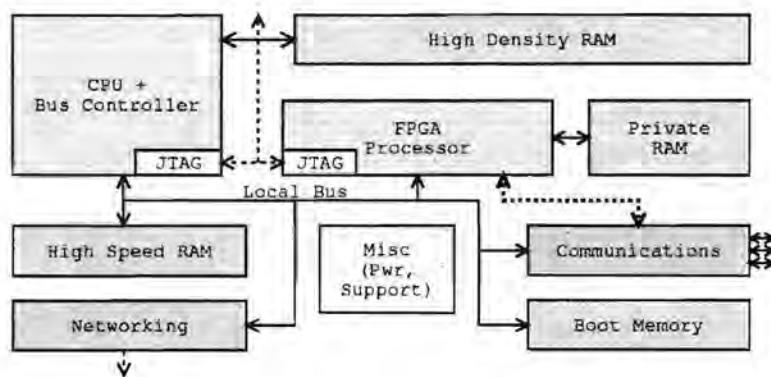 High Density RAM
CPU +
Bus Controller
JTAG
FPGA
Processor
JTAG
Private
RAM
Local Bus
High Speed RAM
Misc
(Pwr,
Support)
Communications
Networking
Boot Memory